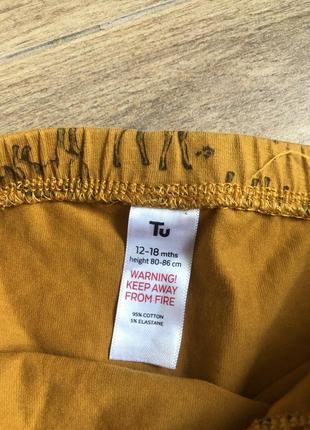 Tu
12-18 mths
height 80-86 cm
WARNING!
KEEP AWAY
FROM FIRE
95% COTTON
5% ELASTANE